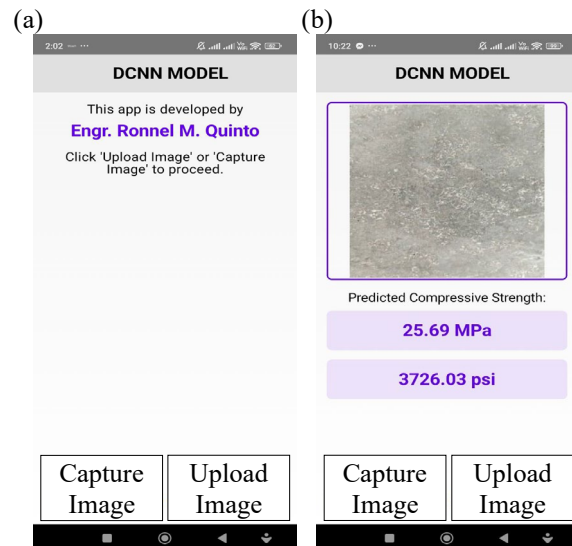 (a)
2:02
DCNN MODEL
This app is developed by
Engr. Ronnel M. Quinto
Click 'Upload Image' or 'Capture
Image' to proceed.
Capture
Image
Upload
Image
(b)
10:22
DCNN MODEL
Predicted Compressive Strength:
25.69 MPa
3726.03 psi
Capture
Image
Upload
Image